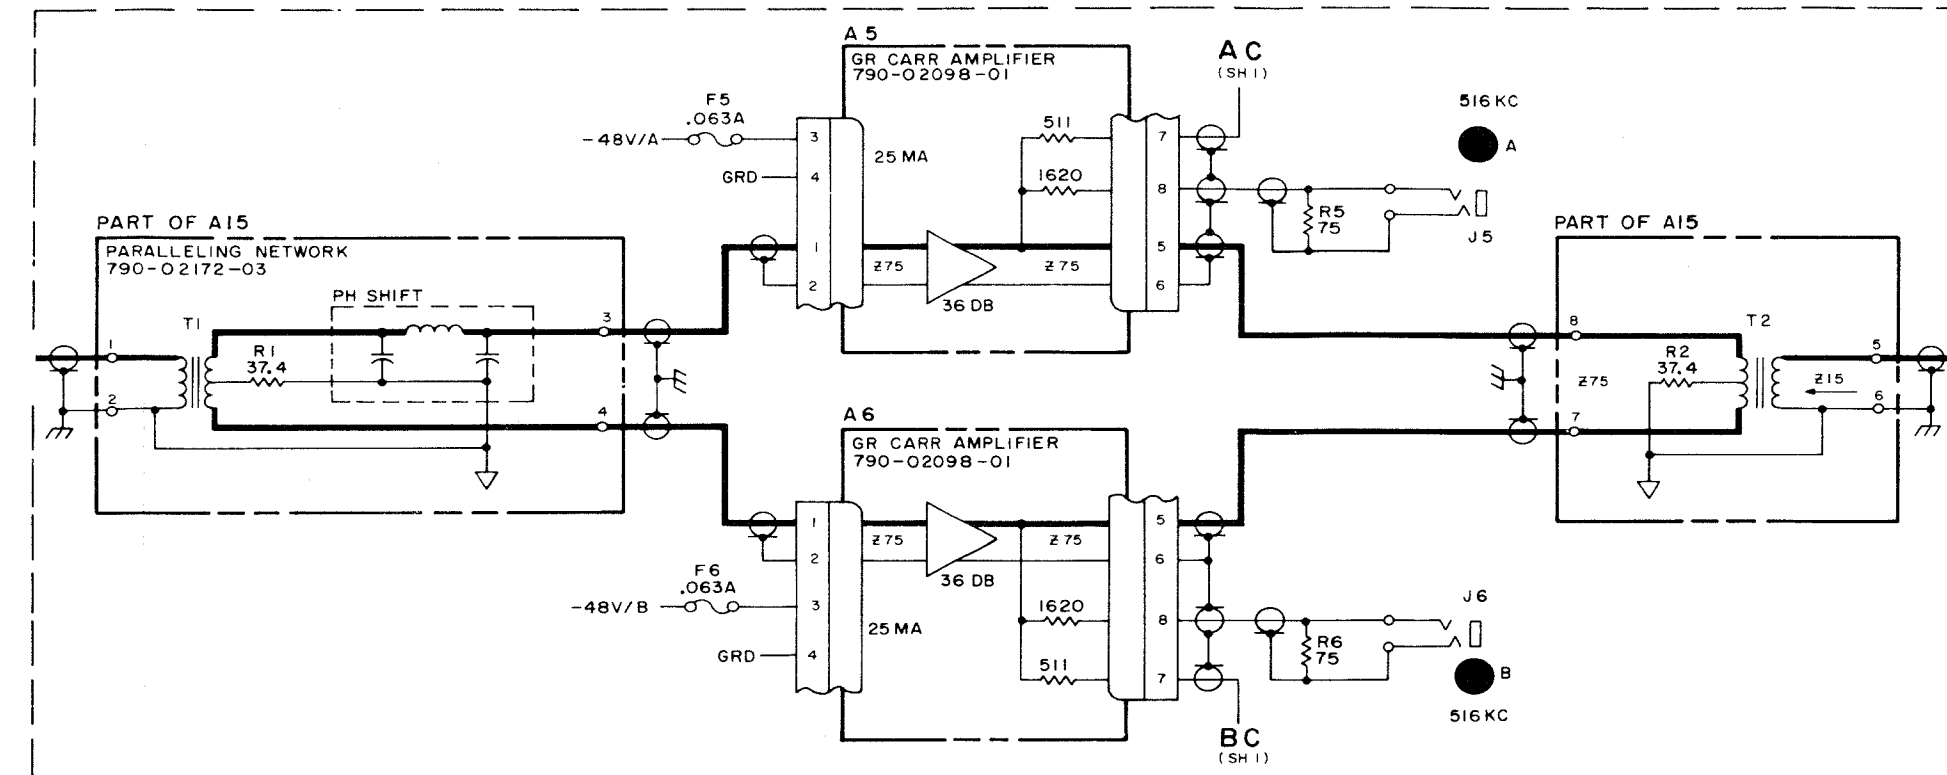 A5
GR CARR AMPLIFIER
790-02098-01
AC
(SH 1)
F5
.063A
-48V/A
3
25 MA
511
7
516 KC
A
GRD
4
1620
8
R5
75
J5
1
Z75
Z75
5
2
36 DB
6
PART OF A15
PARALLELING NETWORK
790-02172-03
PH SHIFT
T1
3
1
R1
37.4
2
4
PART OF A15
8
T2
R2
37.4
5
Z75
Z15
6
7
A6
GR CARR AMPLIFIER
790-02098-01
1
Z75
Z75
5
2
36 DB
6
F6
.063A
-48V/B
3
25 MA
1620
8
J6
R6
75
GRD
4
511
7
B
516 KC
BC
(SH 1)